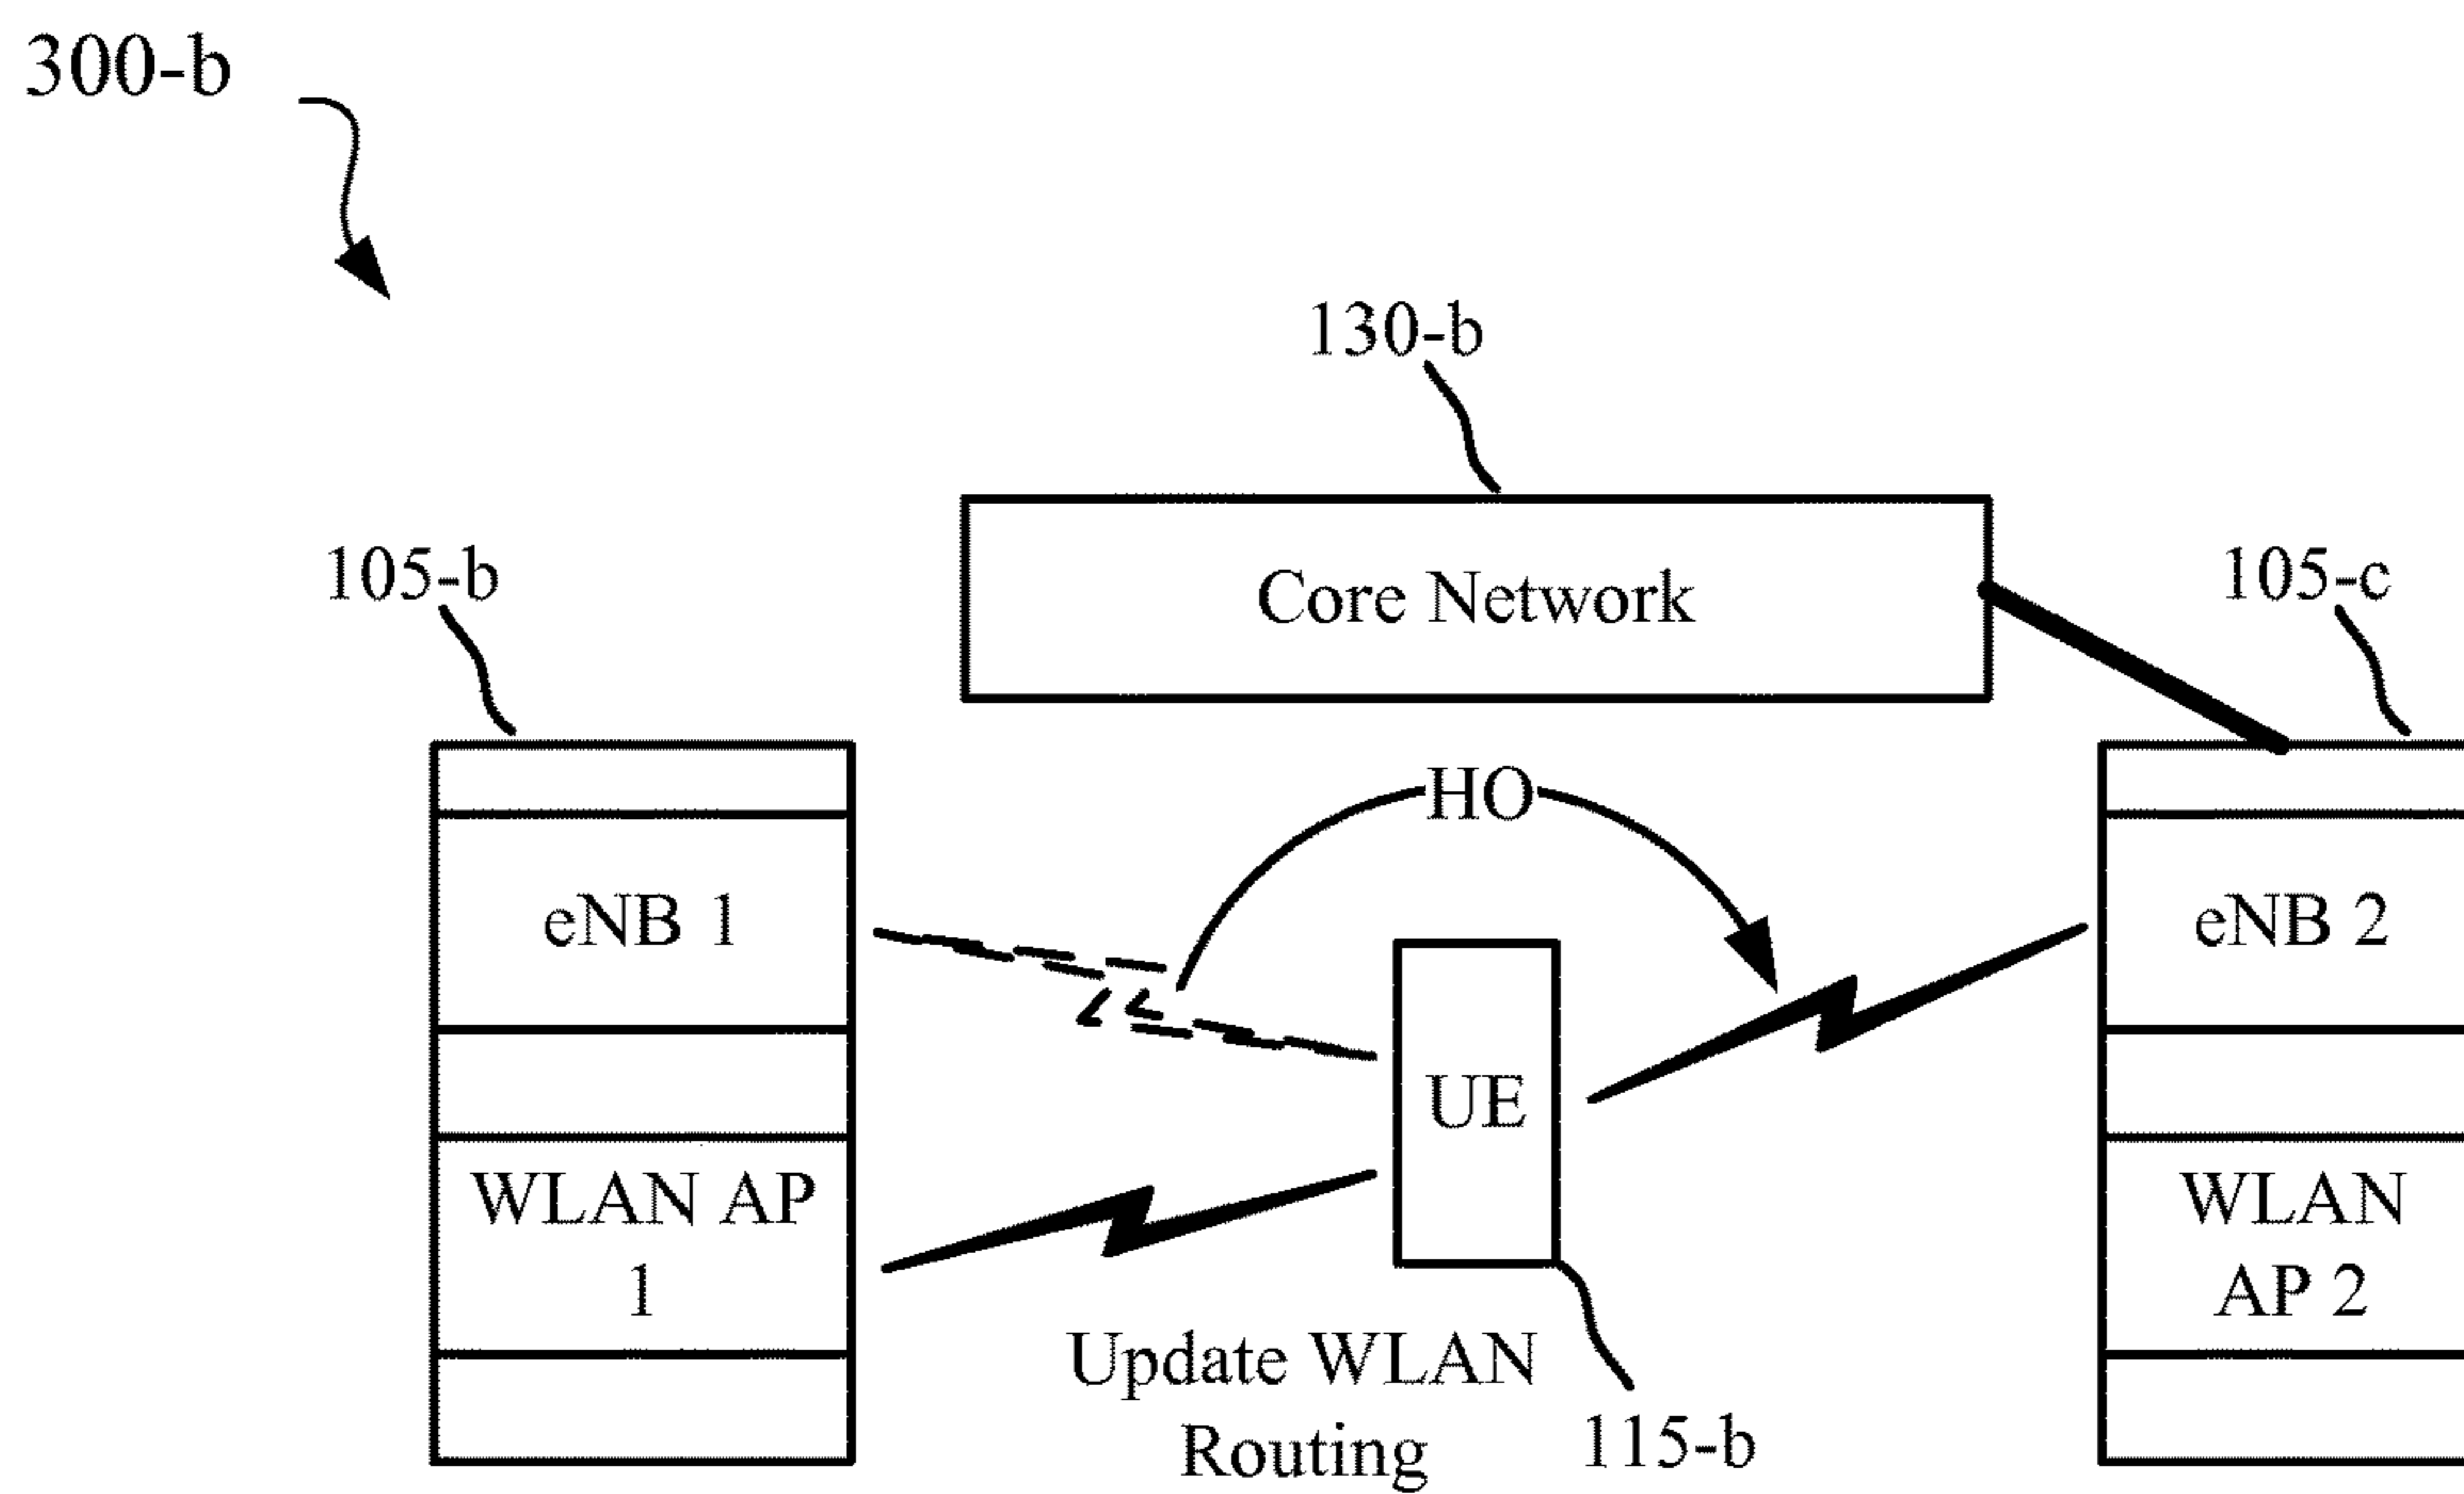 300-b
130-b
Core Network
105-b
105-c
HO
eNB 1
eNB 2
UE
WLAN AP
1
WLAN
AP 2
Update WLAN
Routing
115-b